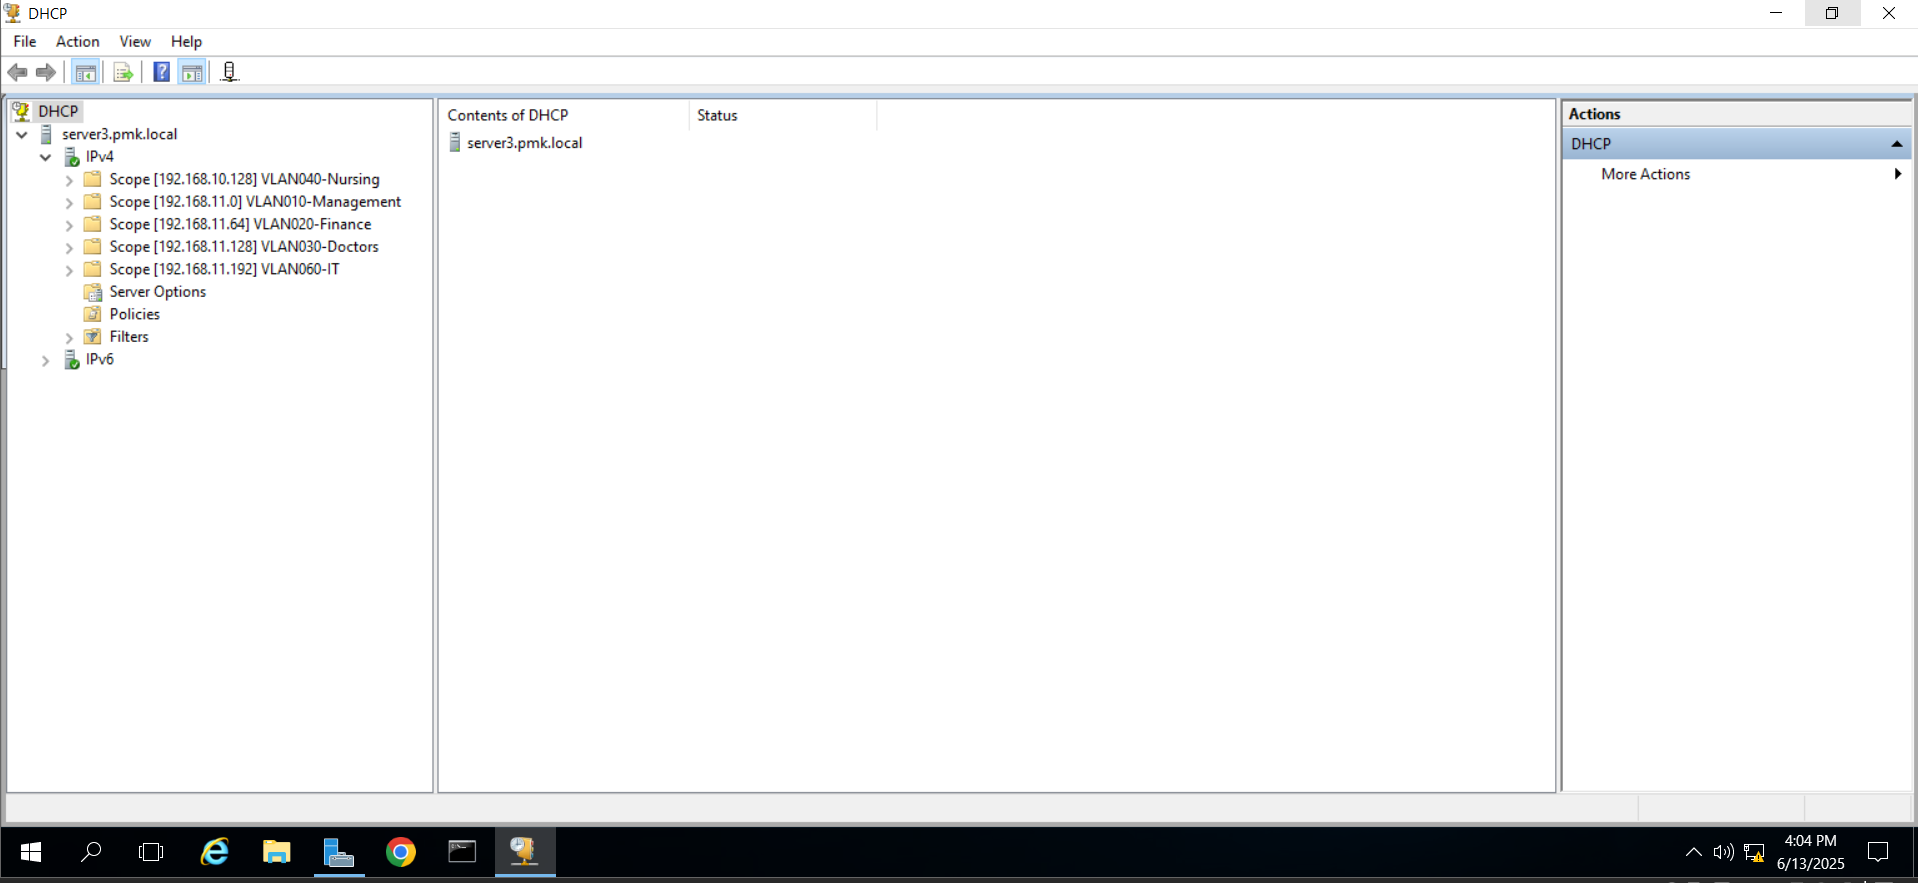 DHCP
File Action View Help
DHCP
server3.pmk.local
IPv4
Scope [192.168.10.128] VLAN040-Nursing
Scope [192.168.11.0] VLAN010-Management
Scope [192.168.11.64] VLAN020-Finance
Scope [192.168.11.128] VLAN030-Doctors
Scope [192.168.11.192] VLAN060-IT
Server Options
Policies
Filters
IPv6
Contents of DHCP Status
server3.pmk.local
Actions
DHCP
More Actions
4:04 PM
6/13/2025